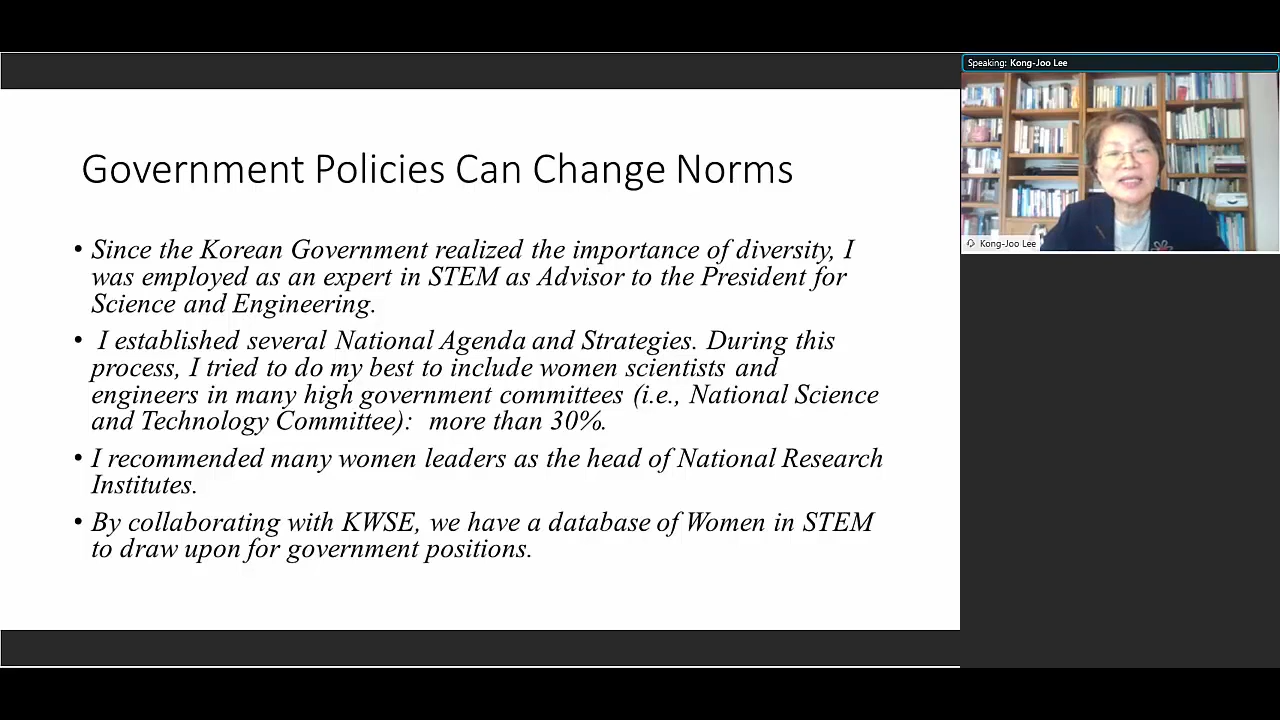 Speaking: Kong-Joo Lee
Government Policies Can Change Norms
• Since the Korean Government realized the importance of diversity, I
was employed as an expert in STEM as Advisor to the President for
Science and Engineering.
• I established several National Agenda and Strategies. During this
process, I tried to do my best to include women scientists and
engineers in many high government committees (i.e., National Science
and Technology Committee): more than 30%.
• I recommended many women leaders as the head of National Research
Institutes.
• By collaborating with KWSE, we have a database of Women in STEM
to draw upon for government positions.
Kong-Joo Lee